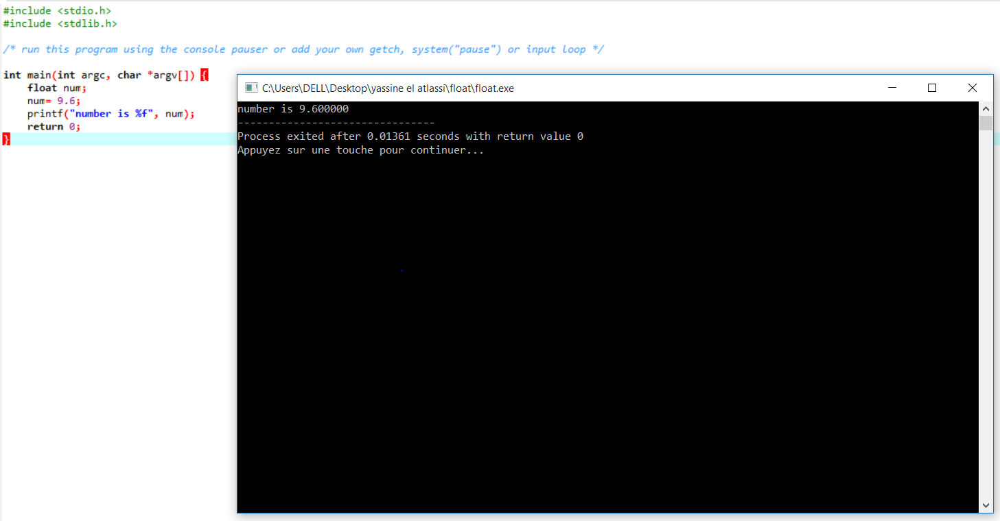 #include <stdio.h>
#include <stdlib.h>
/* run this program using the console pauser or add your own getch, system("pause") or input loop */
int main(int argc, char *argv[]) {
float num;
num= 9.6;
printf("number is %f", num);
return 0;
}
C:\Users\DELL\Desktop\yassine el atlassi\float\float.exe
number is 9.600000
--------------------------------
Process exited after 0.01361 seconds with return value 0
Appuyez sur une touche pour continuer...